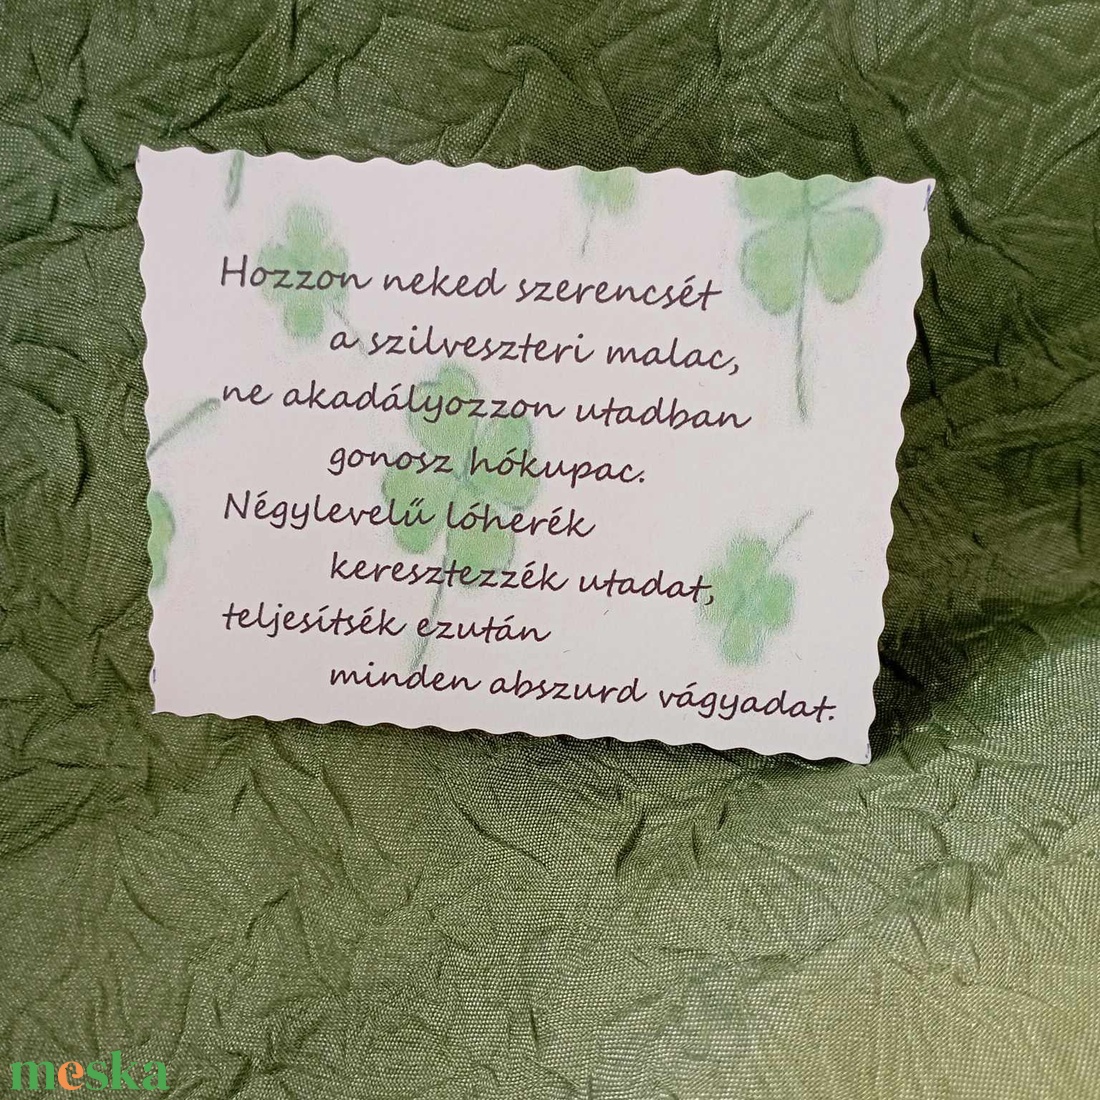 Hozzon neked szerencsét
a szilveszteri malac,
ne akadályozzon utadban
gonosz hókupac.
Négylevelű lóherék
keresztezzék utadat,
teljesítsék ezután
minden abszurd vágyadat.
meska